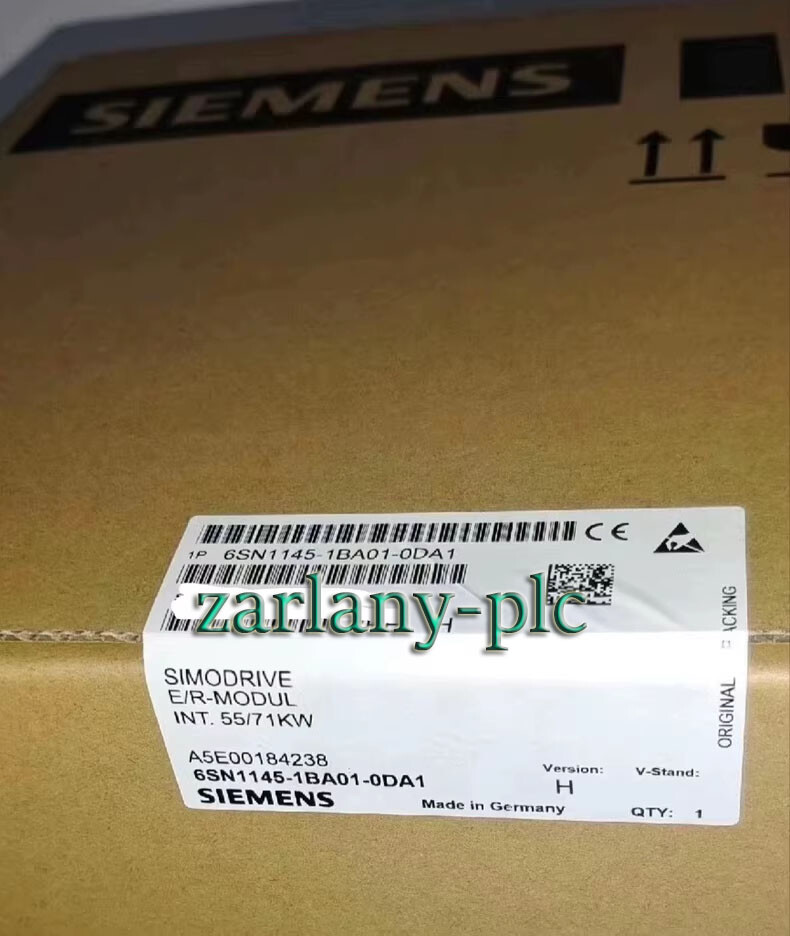 SIEMENS
1P 6SN1145-1BA01-0DA1
CE
zarlany-plc
H
SIMODRIVE
E/R-MODUL
INT. 55/71KW
A5E00184238
6SN1145-1BA01-0DA1
SIEMENS
Made in Germany
Version:
H
V-Stand:
QTY: 1
ORIGINAL